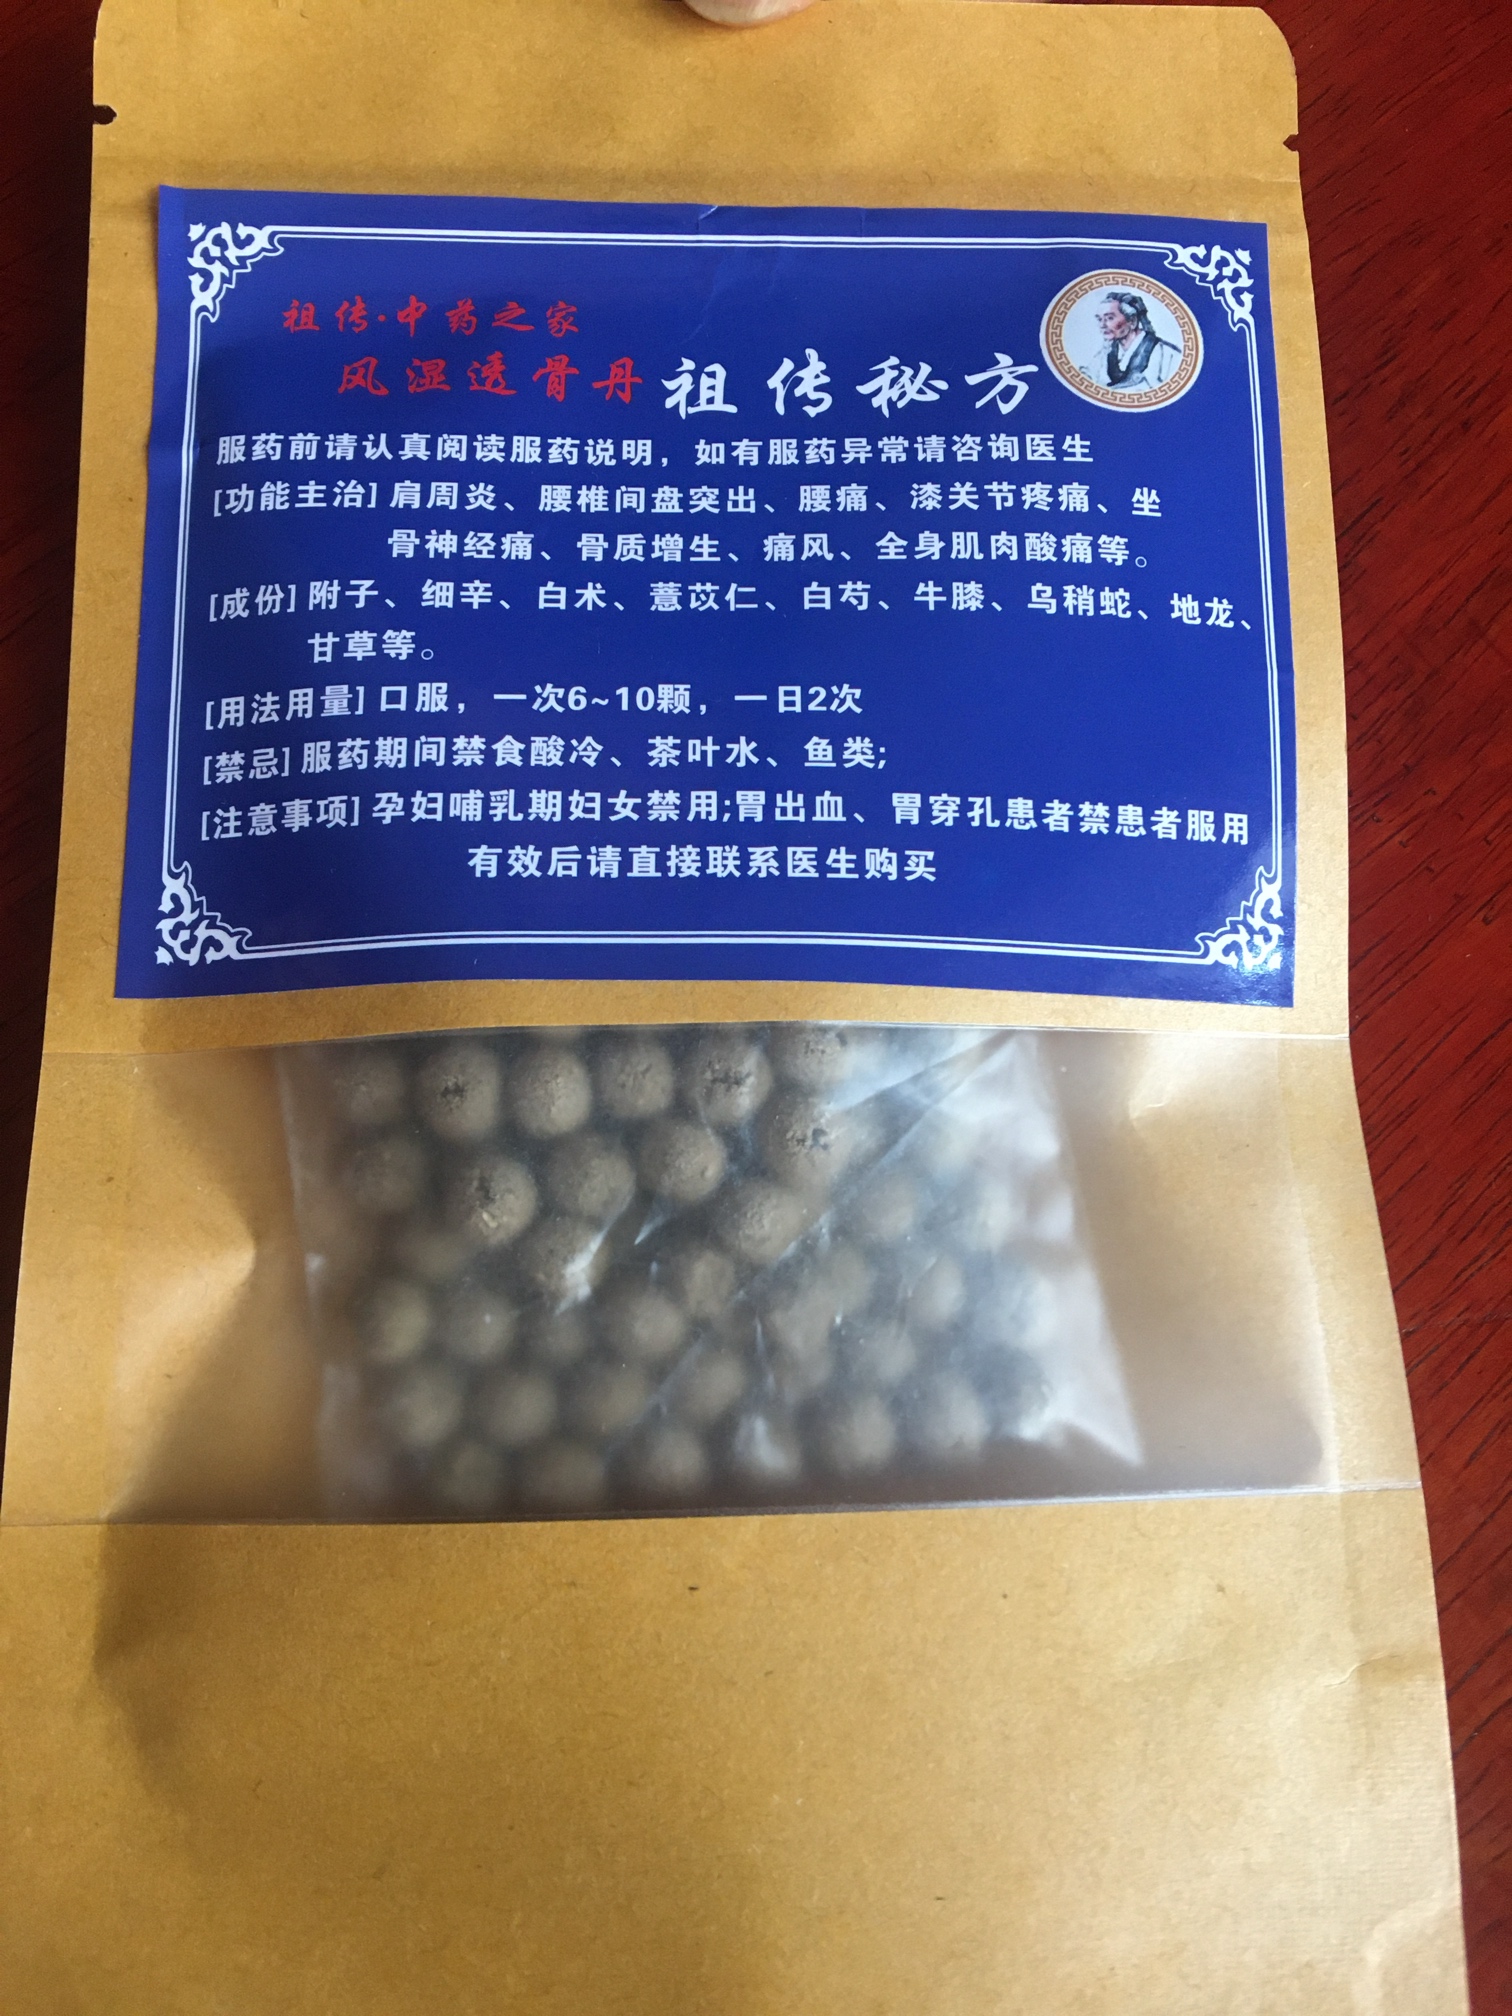 祖传·中药之家
风湿透骨丹 祖传秘方
服药前请认真阅读服药说明，如有服药异常请咨询医生
[功能主治] 肩周炎、腰椎间盘突出、腰痛、漆关节疼痛、坐
骨神经痛、骨质增生、痛风、全身肌肉酸痛等。
[成份] 附子、细辛、白术、薏苡仁、白芍、牛膝、乌稍蛇、地龙、
甘草等。
[用法用量] 口服，一次6~10颗，一日2次
[禁忌] 服药期间禁食酸冷、茶叶水、鱼类;
[注意事项] 孕妇哺乳期妇女禁用;胃出血、胃穿孔患者禁患者服用
有效后请直接联系医生购买